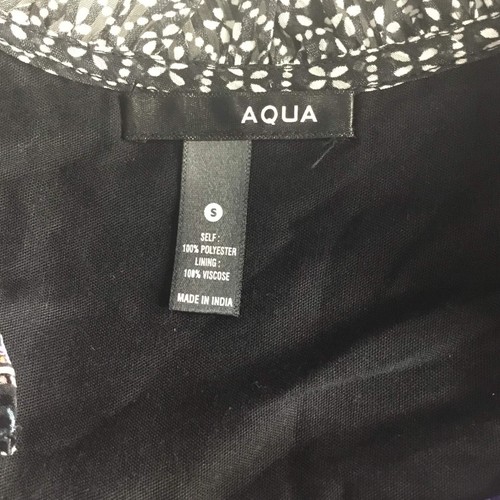 AQUA
S
SELF :
100% POLYESTER
LINING :
100% VISCOSE
MADE IN INDIA